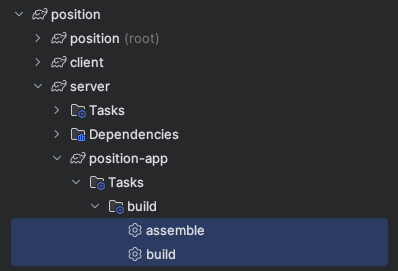 position
position (root)
client
server
Tasks
Dependencies
position-app
Tasks
build
assemble
build